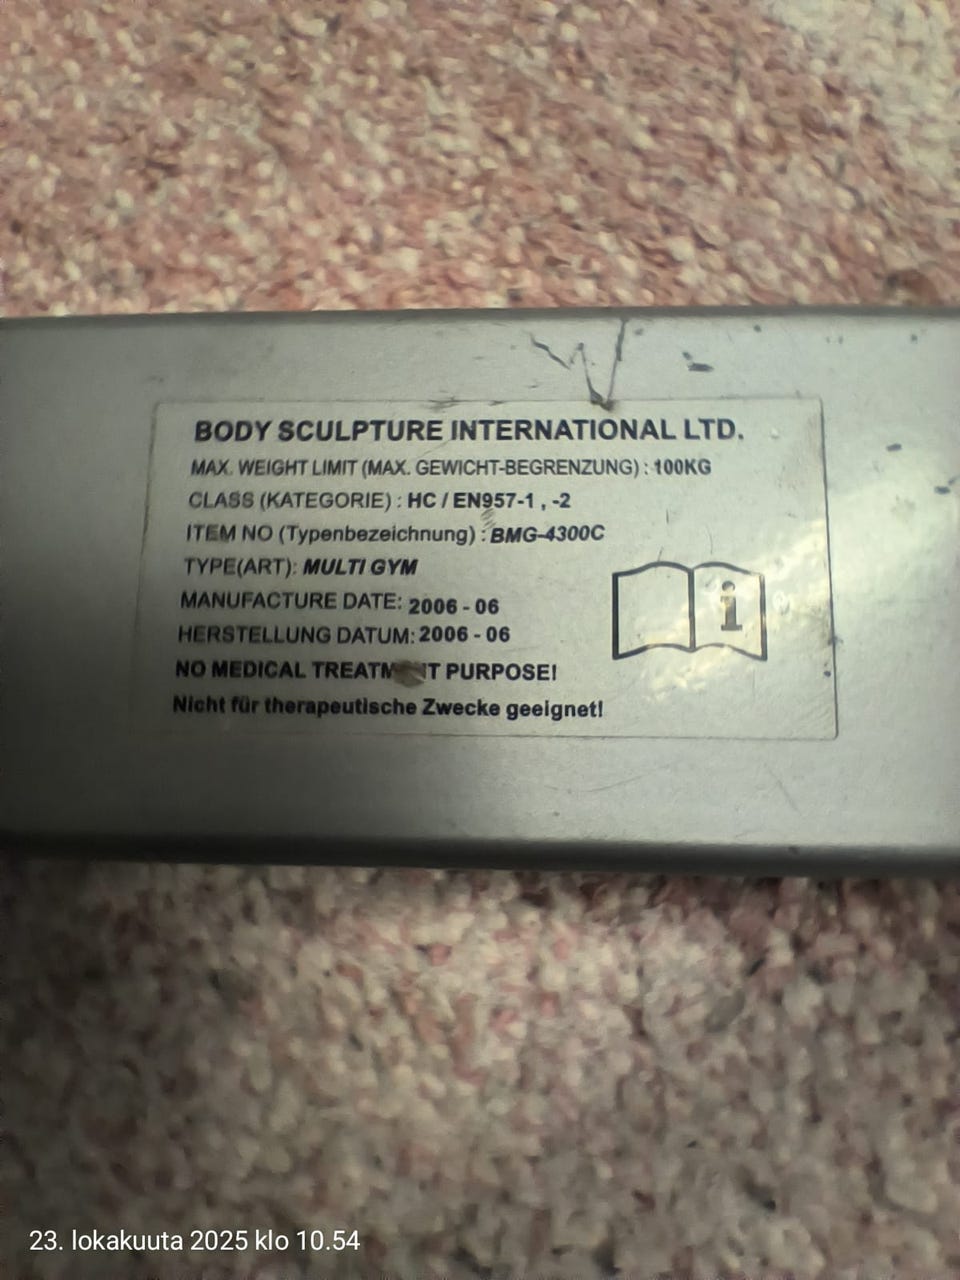 BODY SCULPTURE INTERNATIONAL LTD.
MAX. WEIGHT LIMIT (MAX. GEWICHT-BEGRENZUNG) : 100KG
CLASS (KATEGORIE) : HC / EN957-1 , -2
ITEM NO (Typenbezeichnung) : BMG-4300C
TYPE(ART): MULTI GYM
MANUFACTURE DATE: 2006 - 06
HERSTELLUNG DATUM: 2006 - 06
NO MEDICAL PURPOSE!
Nicht für therapeutische Zwecke geeignet!
i
23. lokakuuta 2025 klo 10.54